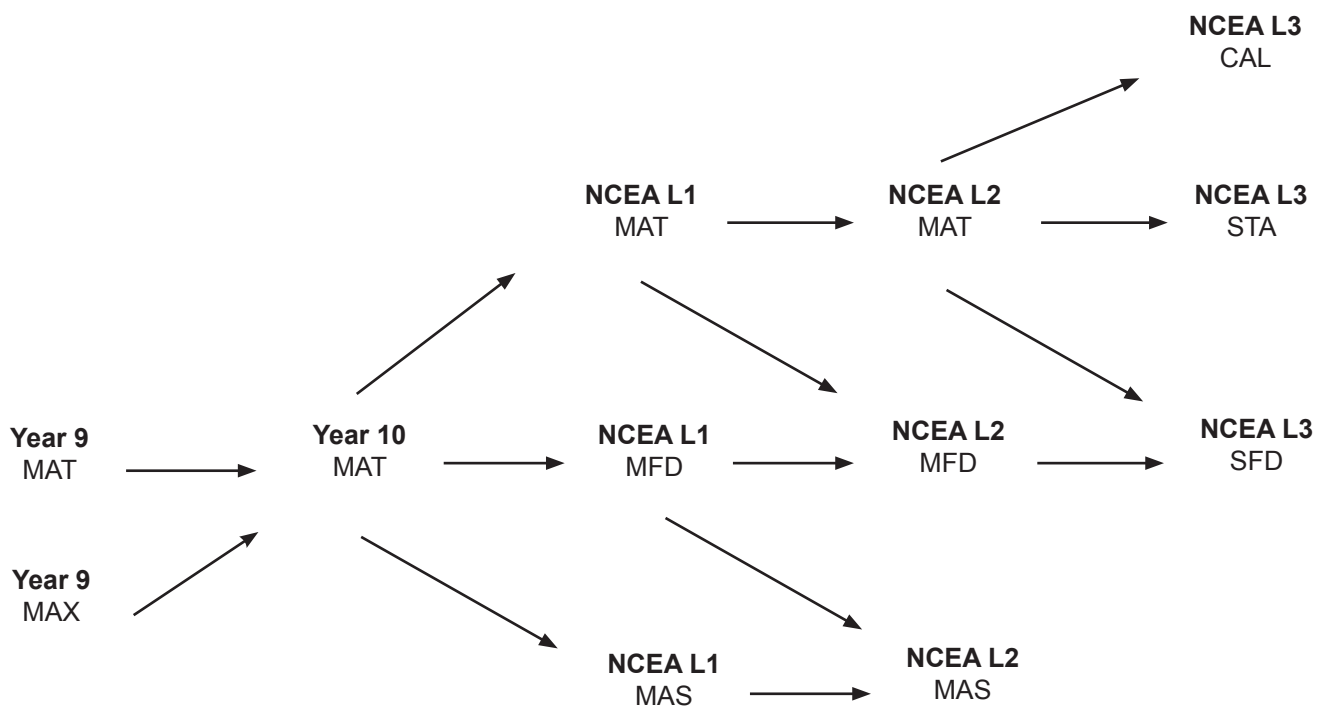 NCEA L3
CAL
NCEA L1
MAT
NCEA L2
MAT
NCEA L3
STA
Year 9
MAT
Year 10
MAT
NCEA L1
MFD
NCEA L2
MFD
NCEA L3
SFD
Year 9
MAX
NCEA L1
MAS
NCEA L2
MAS